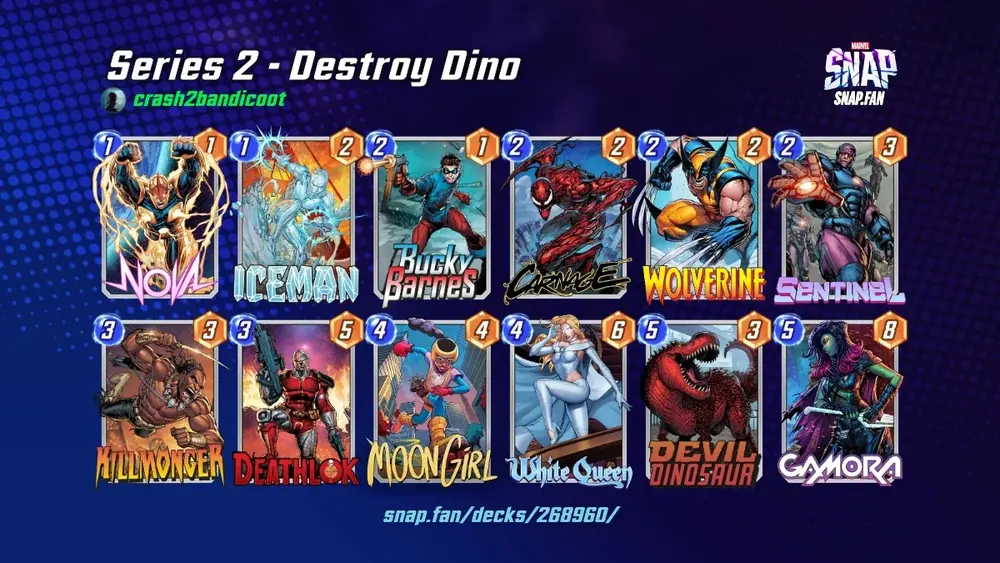 Series 2 - Destroy Dino
crash2bandicoot
MARVEL
SNAP
SNAP.FAN
1 1 1 2 2 1 2 2 2 2 2 3
NOVA ICEMAN Bucky Barnes CARNAGE WOLVERINE SENTINEL
3 3 3 5 4 4 4 6 5 3 5 8
KILLMONGER DEATHLOK MOON GIRL White Queen DEVIL DINOSAUR GAMORA
snap.fan/decks/268960/